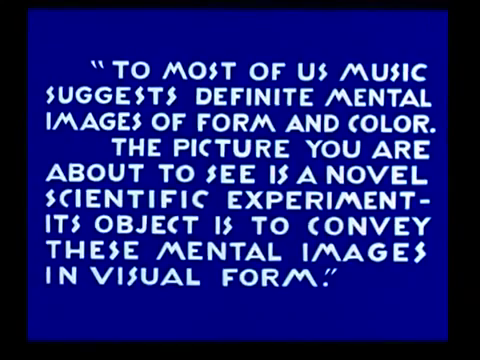 "TO MOST OF US MUSIC
SUGGESTS DEFINITE MENTAL
IMAGES OF FORM AND COLOR.
THE PICTURE YOU ARE
ABOUT TO SEE IS A NOVEL
SCIENTIFIC EXPERIMENT-
ITS OBJECT IS TO CONVEY
THESE MENTAL IMAGES
IN VISUAL FORM."